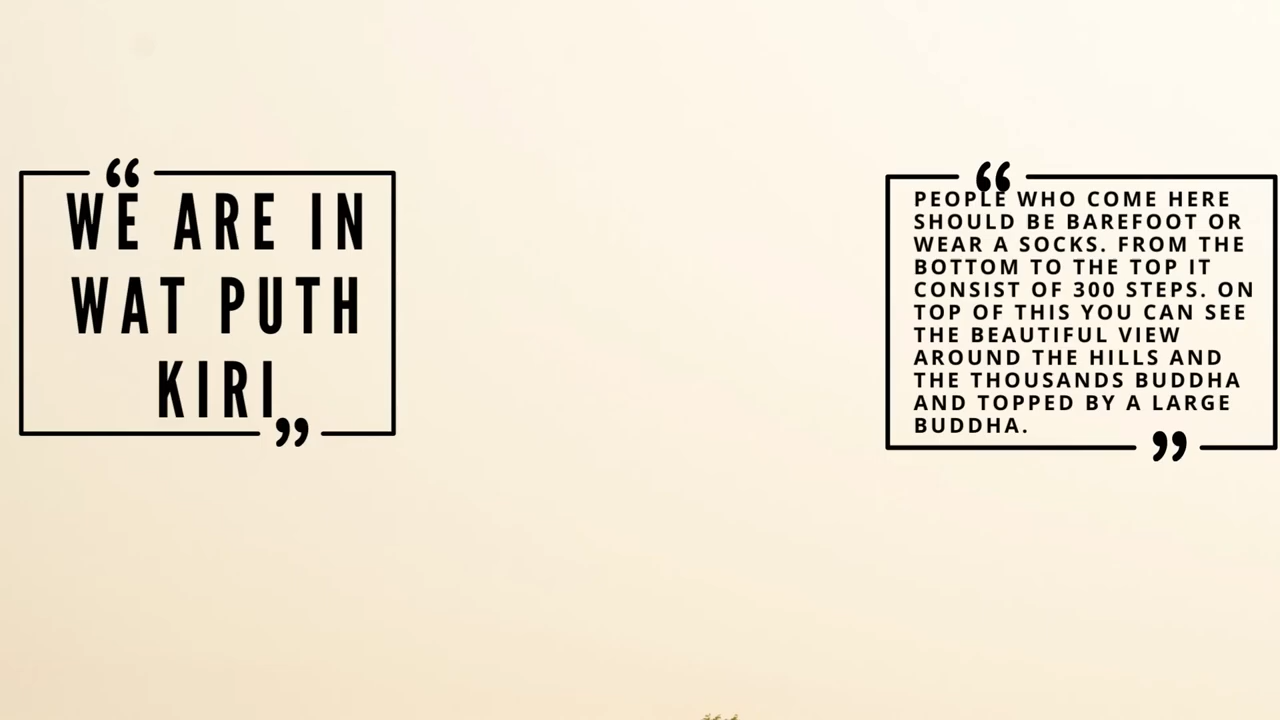 “
WE ARE IN
WAT PUTH
KIRI
”
“
PEOPLE WHO COME HERE
SHOULD BE BAREFOOT OR
WEAR A SOCKS. FROM THE
BOTTOM TO THE TOP IT
CONSIST OF 300 STEPS. ON
TOP OF THIS YOU CAN SEE
THE BEAUTIFUL VIEW
AROUND THE HILLS AND
THE THOUSANDS BUDDHA
AND TOPPED BY A LARGE
BUDDHA.
”